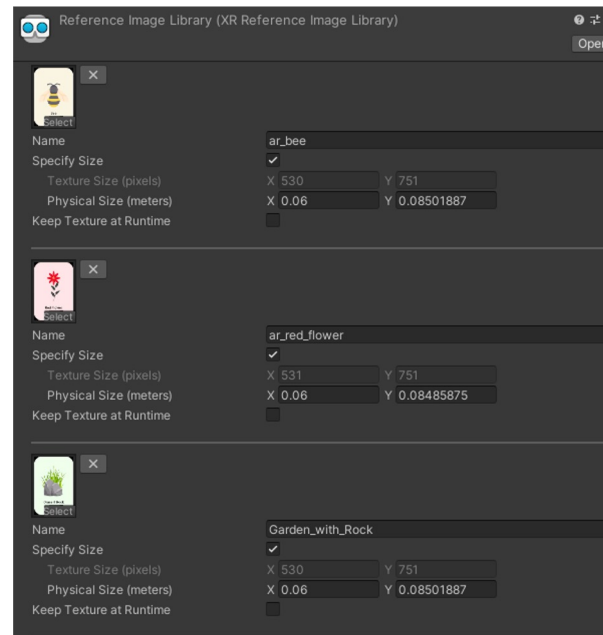 Reference Image Library (XR Reference Image Library)
Open
Select
Name ar_bee
Specify Size
Texture Size (pixels) X 530 Y 751
Physical Size (meters) X 0.06 Y 0.08501887
Keep Texture at Runtime
Select
Name ar_red_flower
Specify Size
Texture Size (pixels) X 531 Y 751
Physical Size (meters) X 0.06 Y 0.08485875
Keep Texture at Runtime
Select
Name Garden_with_Rock
Specify Size
Texture Size (pixels) X 530 Y 751
Physical Size (meters) X 0.06 Y 0.08501887
Keep Texture at Runtime